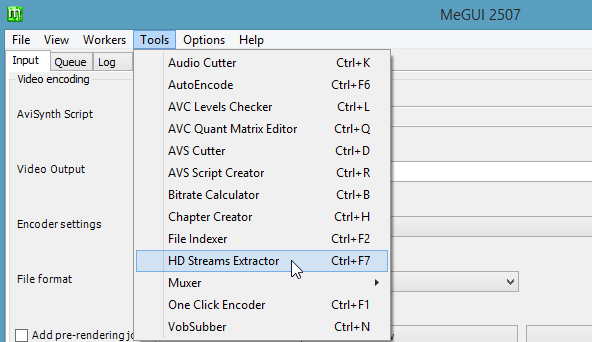 MeGUI 2507
File View Workers Tools Options Help
Input Queue Log
Video encoding
AviSynth Script
Video Output
Encoder settings
File format
Add pre-rendering jo
Audio Cutter Ctrl+K
AutoEncode Ctrl+F6
AVC Levels Checker Ctrl+L
AVC Quant Matrix Editor Ctrl+Q
AVS Cutter Ctrl+D
AVS Script Creator Ctrl+R
Bitrate Calculator Ctrl+B
Chapter Creator Ctrl+H
File Indexer Ctrl+F2
HD Streams Extractor Ctrl+F7
Muxer
One Click Encoder Ctrl+F1
VobSubber Ctrl+N